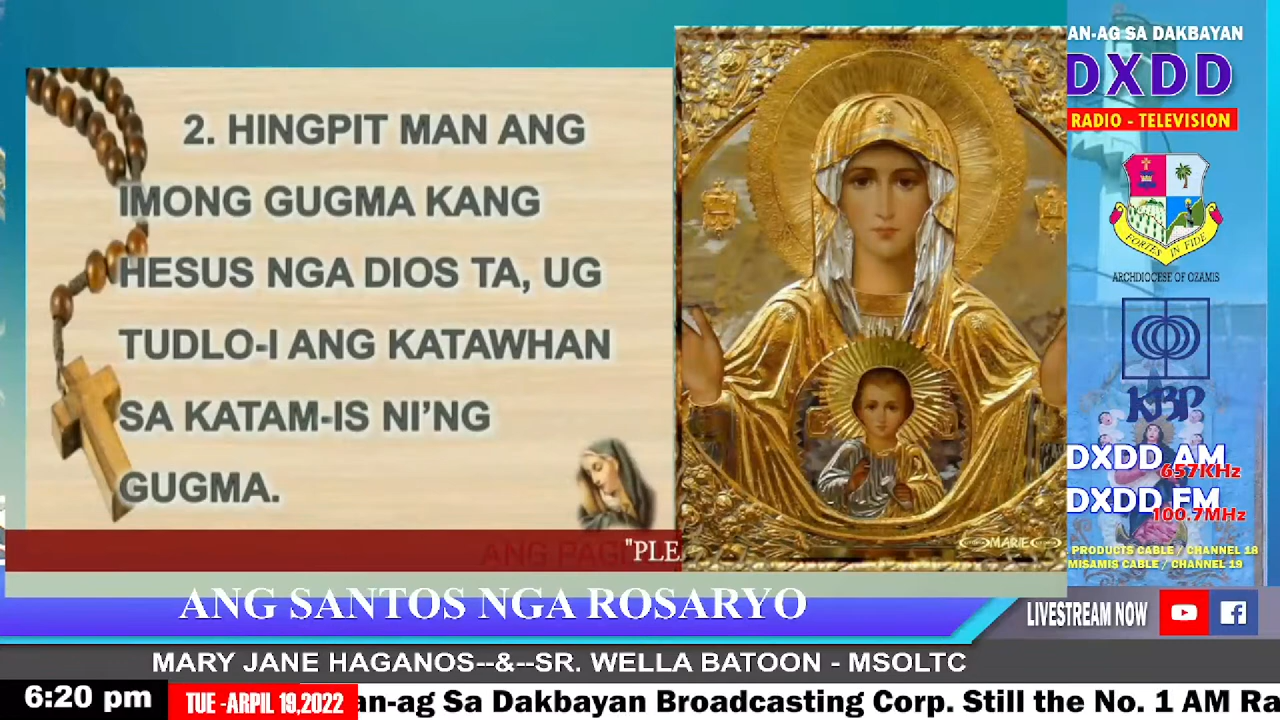 2. HINGPIT MAN ANG
IMONG GUGMA KANG
HESUS NGA DIOS TA, UG
TUDLO-I ANG KATAWHAN
SA KATAM-IS NI’NG
GUGMA.
MARIE
AN-AG SA DAKBAYAN
DXDD
RADIO - TELEVISION
FORTES IN FIDE
ARCHDIOCESE OF OZAMIS
KBP
DXDD AM
657KHz
DXDD FM
100.7MHz
PRODUCTS CABLE / CHANNEL 18
MISAMIS CABLE / CHANNEL 19
ANG PAG "PLE
ANG SANTOS NGA ROSARYO
LIVESTREAM NOW
MARY JANE HAGANOS--&--SR. WELLA BATOON - MSOLTC
6:20 pm TUE -ARPIL 19,2022 an-ag Sa Dakbayan Broadcasting Corp. Still the No. 1 AM Ra